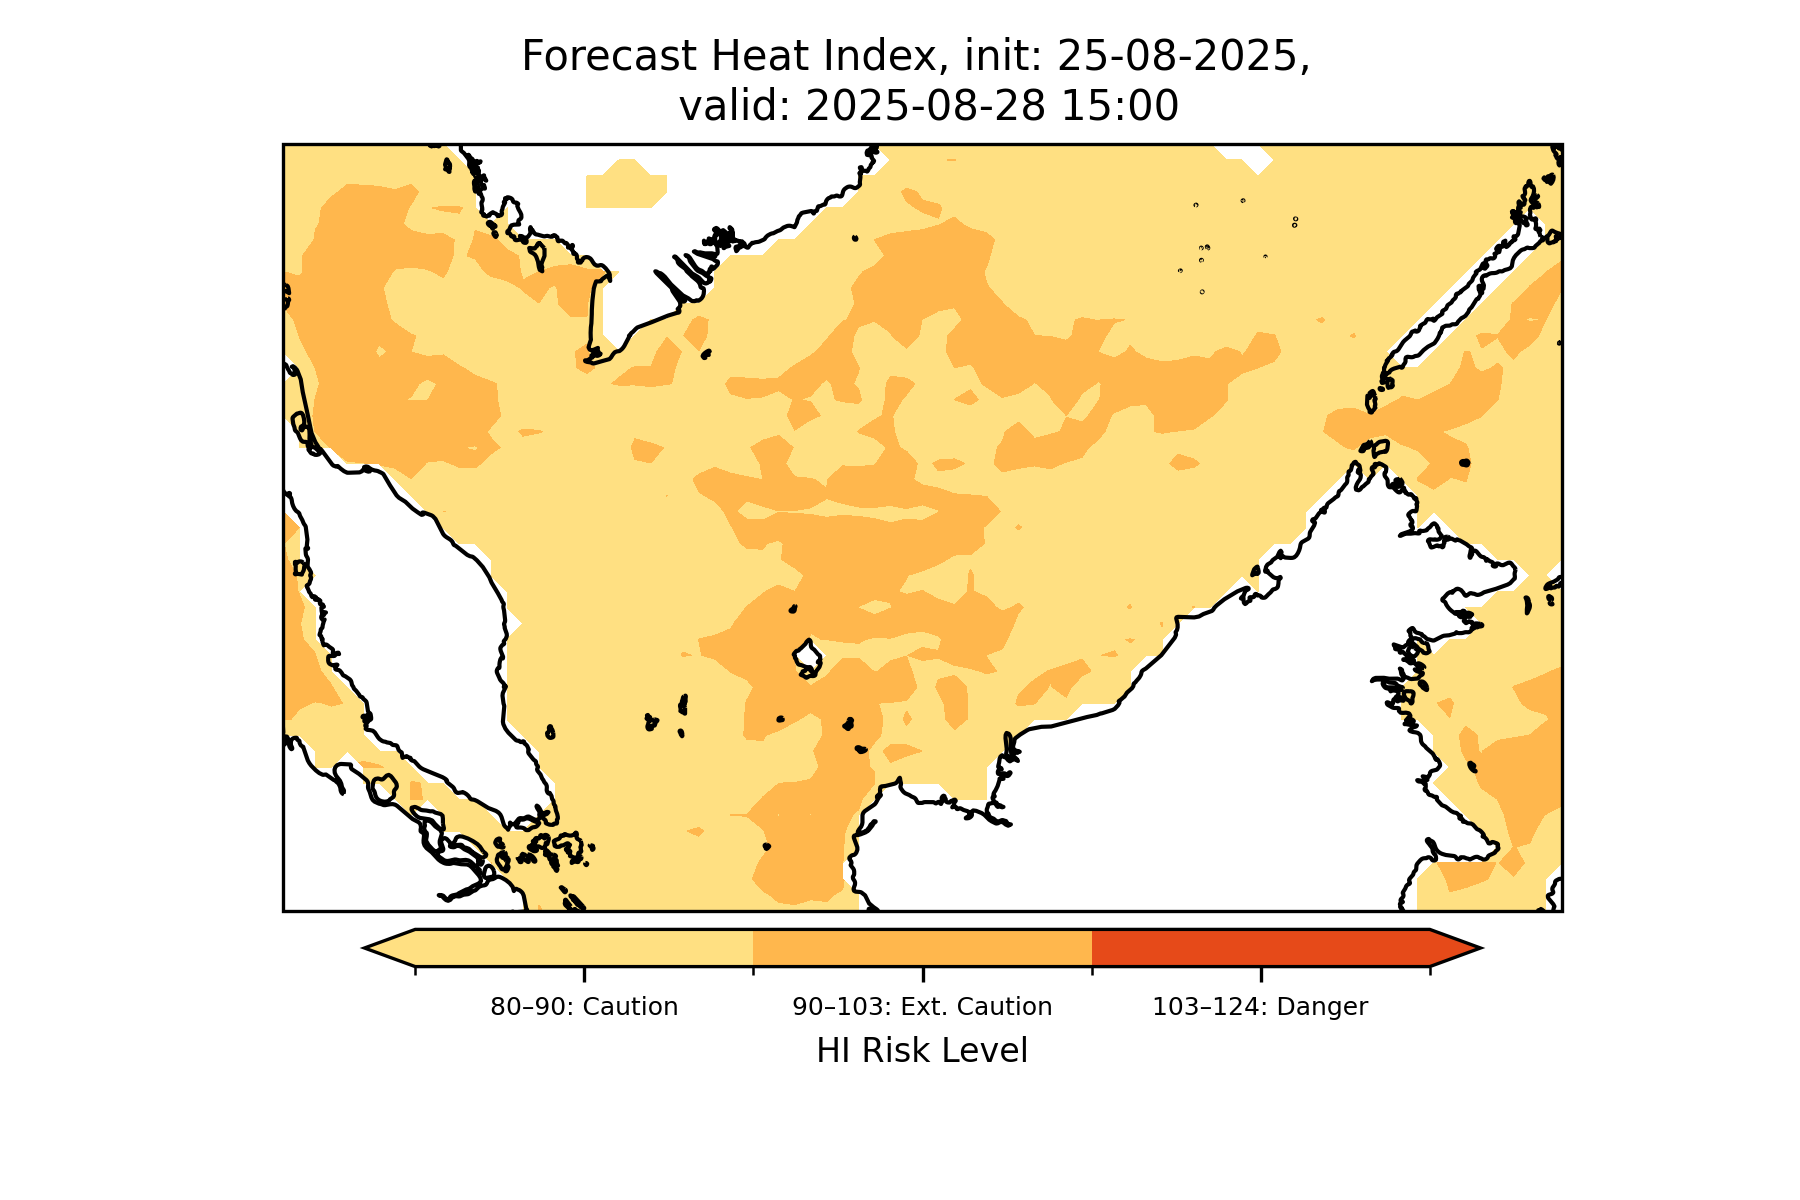 Forecast Heat Index, init: 25-08-2025,
valid: 2025-08-28 15:00
80–90: Caution
90–103: Ext. Caution
103–124: Danger
HI Risk Level